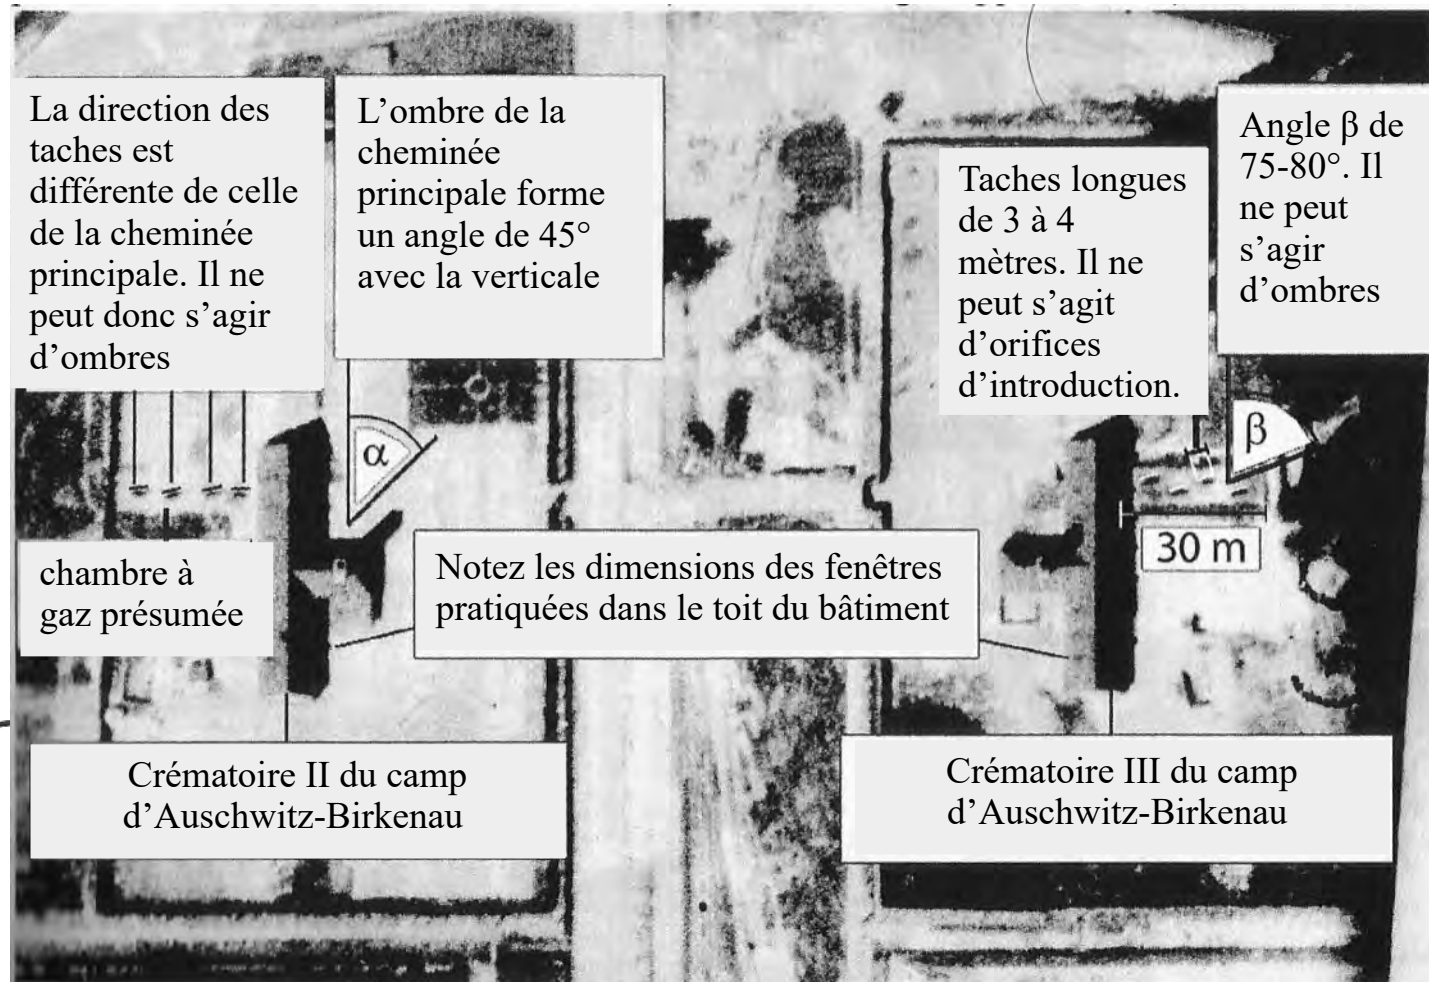 La direction des
taches est
différente de celle
de la cheminée
principale. Il ne
peut donc s’agir
d’ombres
L’ombre de la
cheminée
principale forme
un angle de 45°
avec la verticale
Taches longues
de 3 à 4
mètres. Il ne
peut s’agit
d’orifices
d’introduction.
Angle β de
75-80°. Il
ne peut
s’agir
d’ombres
α
β
30 m
chambre à
gaz présumée
Notez les dimensions des fenêtres
pratiquées dans le toit du bâtiment
Crématoire II du camp
d’Auschwitz-Birkenau
Crématoire III du camp
d’Auschwitz-Birkenau